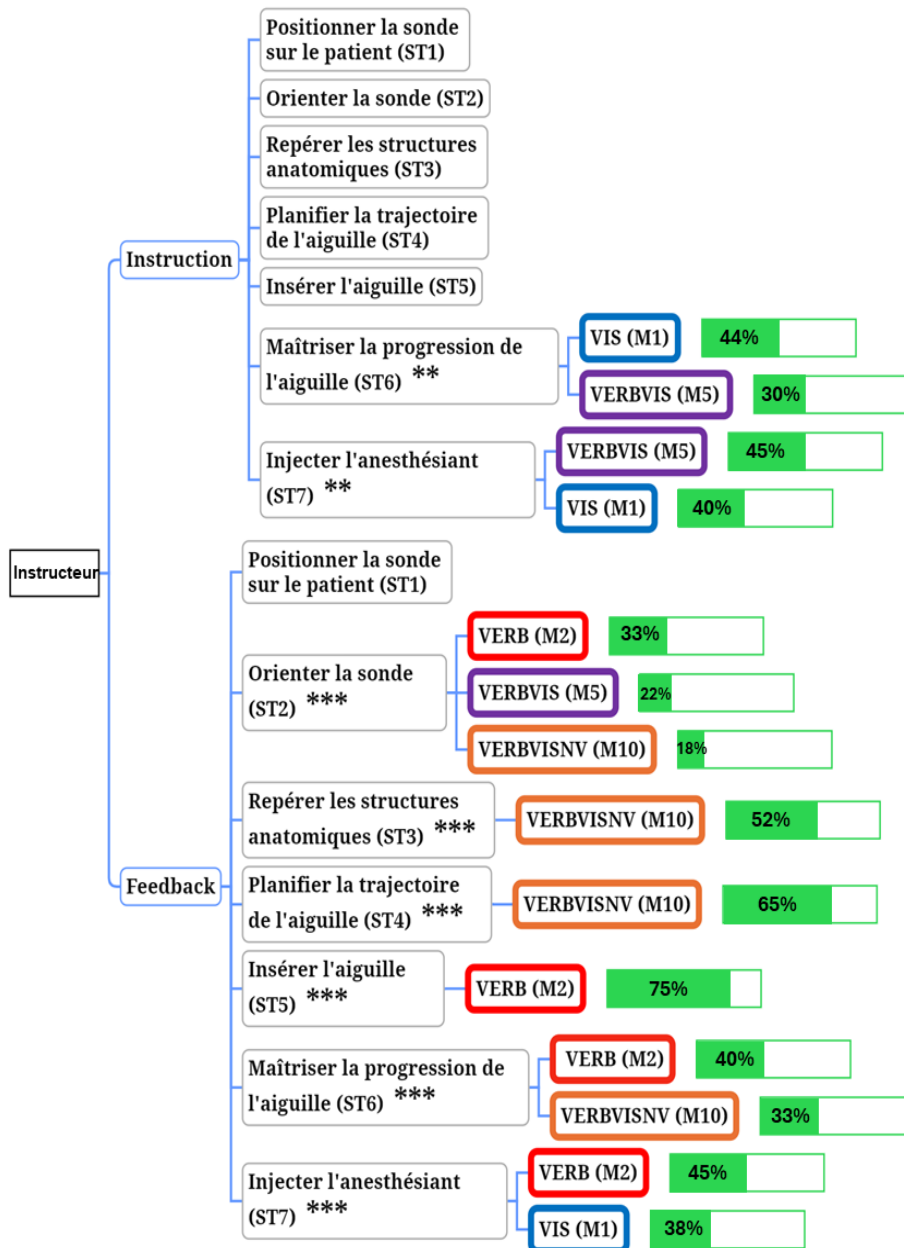 Positionner la sonde
sur le patient (ST1)
Orienter la sonde (ST2)
Repérer les structures
anatomiques (ST3)
Planifier la trajectoire
de l'aiguille (ST4)
Instruction
Insérer l'aiguille (ST5)
Maîtriser la progression de
l'aiguille (ST6) **
VIS (M1) 44%
VERBVIS (M5) 30%
Injecter l'anesthésiant
(ST7) **
VERBVIS (M5) 45%
VIS (M1) 40%
Instructeur
Positionner la sonde
sur le patient (ST1)
Orienter la sonde
(ST2) ***
VERB (M2) 33%
VERBVIS (M5) 22%
VERBVISNV (M10) 18%
Repérer les structures
anatomiques (ST3) ***
VERBVISNV (M10) 52%
Feedback
Planifier la trajectoire
de l'aiguille (ST4) ***
VERBVISNV (M10) 65%
Insérer l'aiguille
(ST5) ***
VERB (M2) 75%
Maîtriser la progression de
l'aiguille (ST6) ***
VERB (M2) 40%
VERBVISNV (M10) 33%
Injecter l'anesthésiant
(ST7) ***
VERB (M2) 45%
VIS (M1) 38%